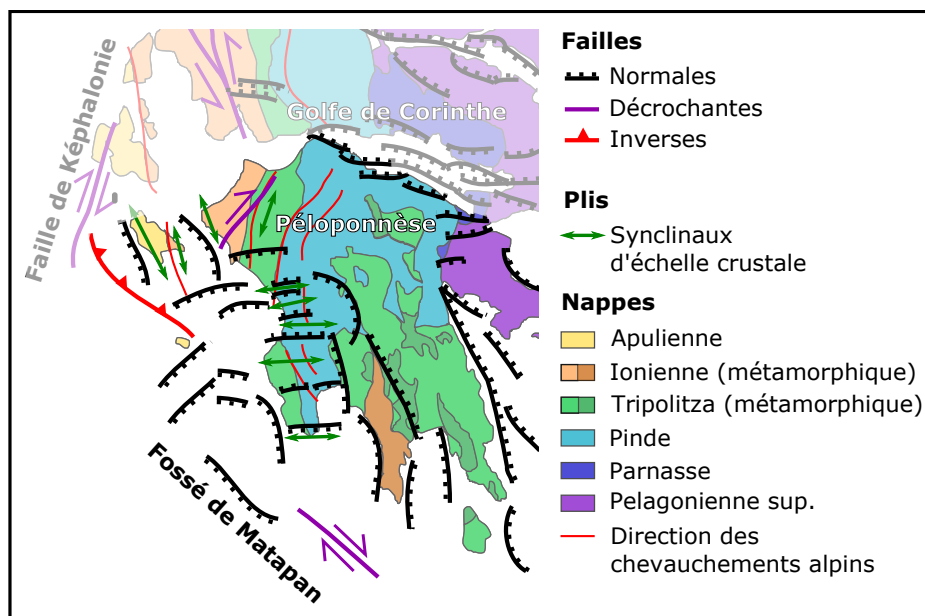 Faille de Képhalonie
Golfe de Corinthe
Péloponnèse
Fossé de Matapan
Failles
Normales
Décrochantes
Inverses
Plis
Synclinaux
d'échelle crustale
Nappes
Apulienne
Ionienne (métamorphique)
Tripolitza (métamorphique)
Pinde
Parnasse
Pelagonienne sup.
Direction des
chevauchements alpins